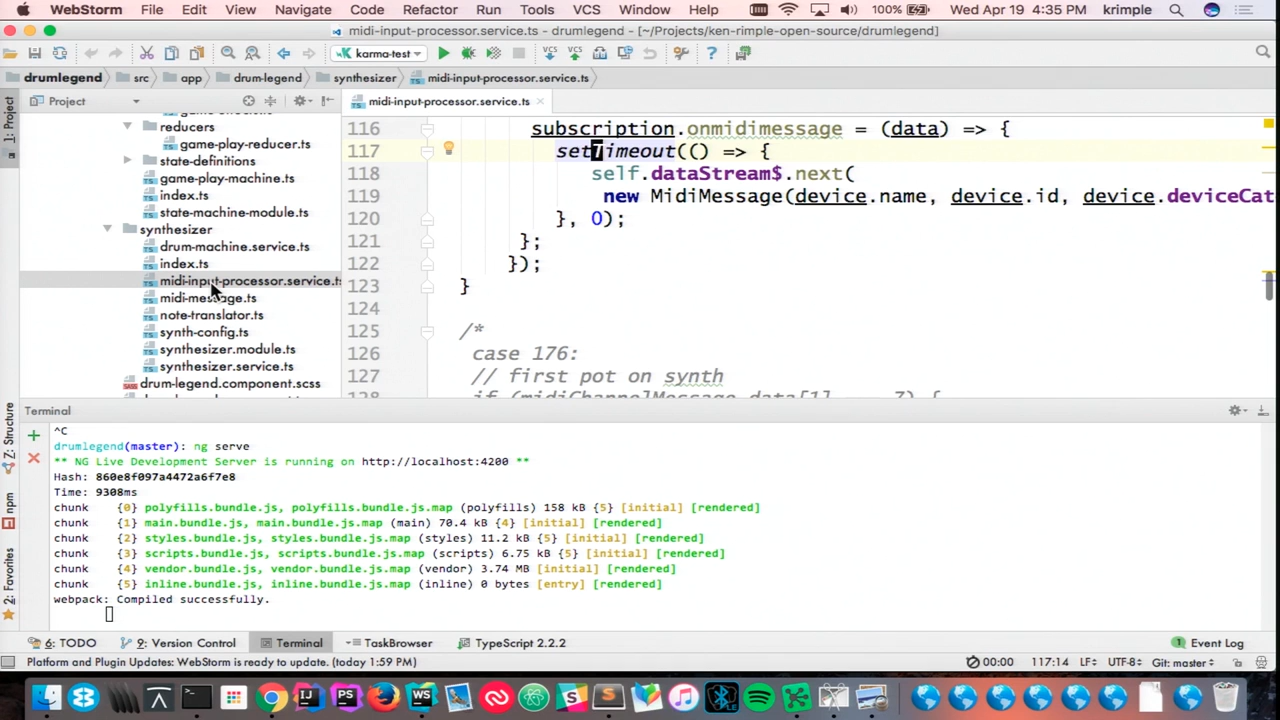 WebStorm File Edit View Navigate Code Refactor Run Tools VCS Window Help 100% Wed Apr 19 4:35 PM krimple
midi-input-processor.service.ts - drumlegend - [~/Projects/ken-rimple-open-source/drumlegend]
karma-test
drumlegend src app drum-legend synthesizer midi-input-processor.service.ts
1: Project
Project
midi-input-processor.service.ts
reducers
game-play-reducer.ts
state-definitions
game-play-machine.ts
index.ts
state-machine-module.ts
synthesizer
drum-machine.service.ts
index.ts
midi-input-processor.service.ts
midi-message.ts
note-translator.ts
synth-config.ts
synthesizer.module.ts
synthesizer.service.ts
drum-legend.component.scss
116 subscription.onmidimessage = (data) => {
117 setTimeout(() => {
118 self.dataStream$.next(
119 new MidiMessage(device.name, device.id, device.deviceCat
120 }, 0);
121 };
122 });
123 }
124
125 /*
126 case 176:
127 // first pot on synth
128 if (midiChannelMessage.data[1]
Terminal
^C
drumlegend(master): ng serve
** NG Live Development Server is running on http://localhost:4200 **
Hash: 860e8f097a4472a6f7e8
Time: 9308ms
chunk {0} polyfills.bundle.js, polyfills.bundle.js.map (polyfills) 158 kB {5} [initial] [rendered]
chunk {1} main.bundle.js, main.bundle.js.map (main) 70.4 kB {4} [initial] [rendered]
chunk {2} styles.bundle.js, styles.bundle.js.map (styles) 11.2 kB {5} [initial] [rendered]
chunk {3} scripts.bundle.js, scripts.bundle.js.map (scripts) 6.75 kB {5} [initial] [rendered]
chunk {4} vendor.bundle.js, vendor.bundle.js.map (vendor) 3.74 MB [initial] [rendered]
chunk {5} inline.bundle.js, inline.bundle.js.map (inline) 0 bytes [entry] [rendered]
webpack: Compiled successfully.
Z: Structure
npm
2: Favorites
6: TODO 9: Version Control Terminal TaskBrowser TypeScript 2.2.2 1 Event Log
Platform and Plugin Updates: WebStorm is ready to update. (today 1:59 PM) 00:00 117:14 LF÷ UTF-8÷ Git: master÷